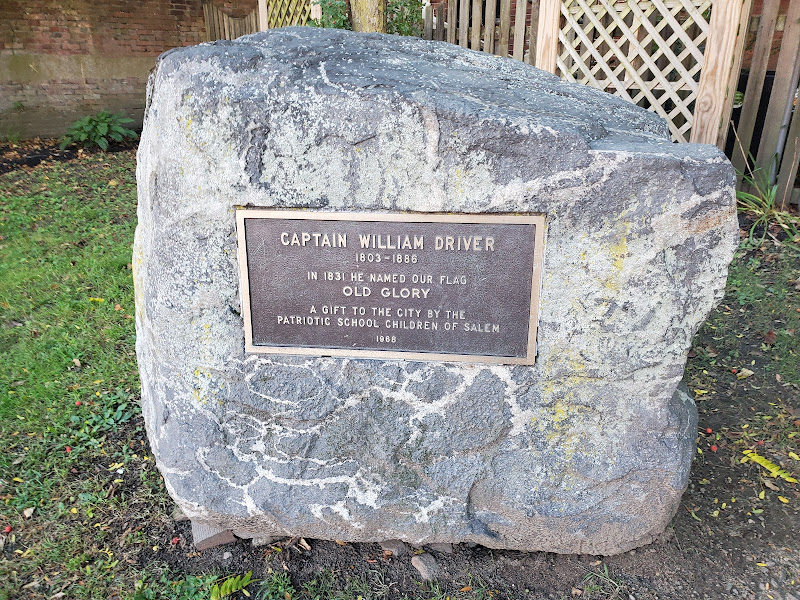 CAPTAIN WILLIAM DRIVER
1803-1886
IN 1831 HE NAMED OUR FLAG
OLD GLORY
A GIFT TO THE CITY BY THE
PATRIOTIC SCHOOL CHILDREN OF SALEM
1988